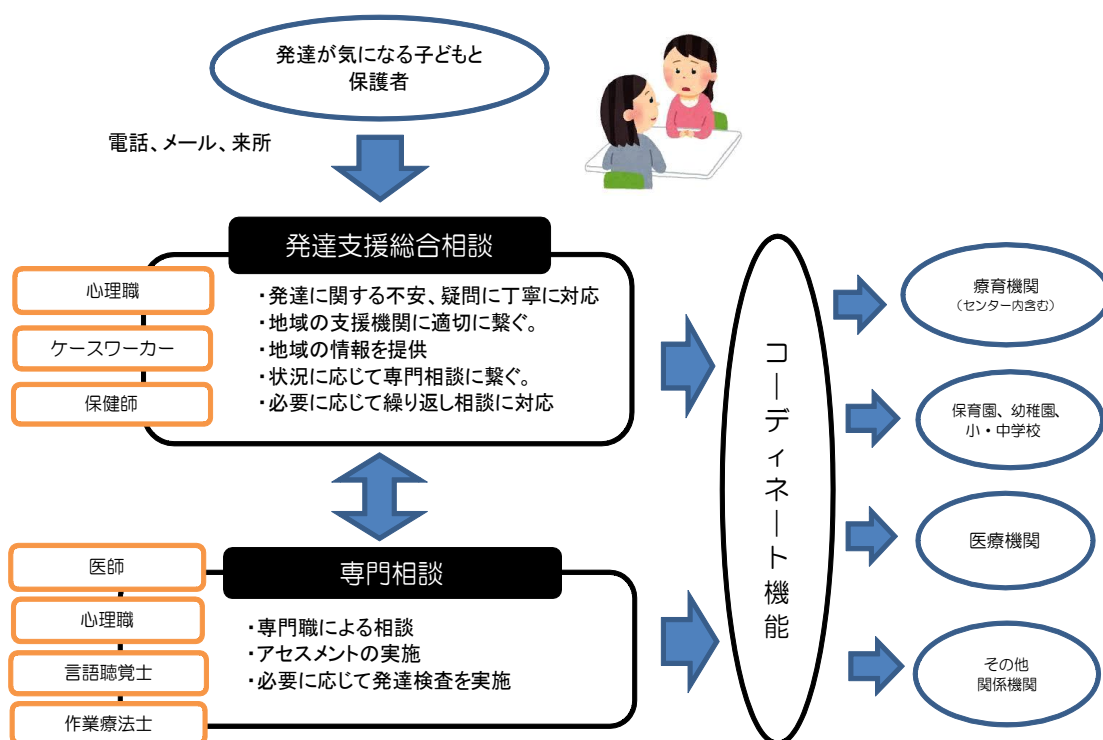 発達が気になる子どもと
保護者
電話、メール、来所
発達支援総合相談
心理職
ケースワーカー
保健師
・発達に関する不安、疑問に丁寧に対応
・地域の支援機関に適切に繋ぐ。
・地域の情報を提供
・状況に応じて専門相談に繋ぐ。
・必要に応じて繰り返し相談に対応
専門相談
医師
心理職
言語聴覚士
作業療法士
・専門職による相談
・アセスメントの実施
・必要に応じて発達検査を実施
コーディネート機能
療育機関
（センター内含む）
保育園、幼稚園、
小・中学校
医療機関
その他
関係機関